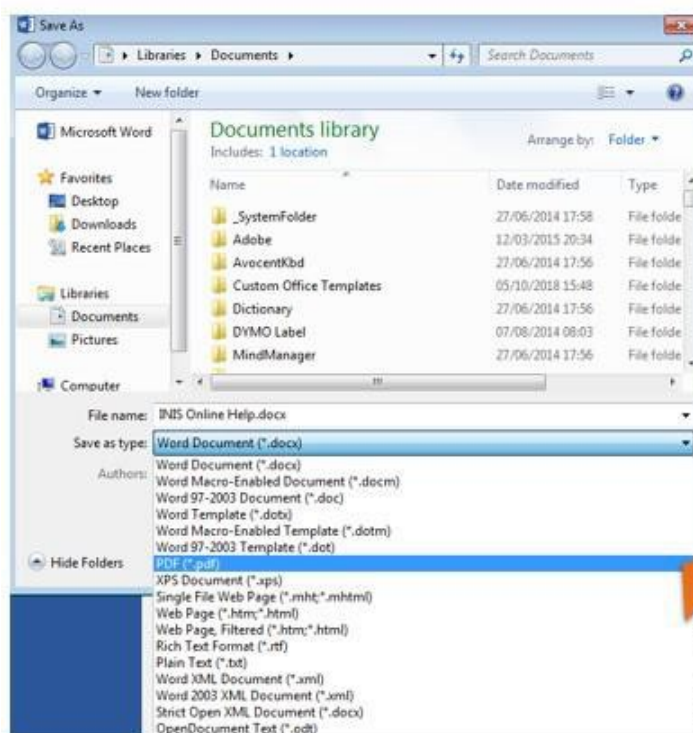 Save As
Libraries Documents
Search Documents
Organize New folder
Microsoft Word
Favorites
Desktop
Downloads
Recent Places
Libraries
Documents
Pictures
Computer
Documents library
Includes: 1 location
Arrange by: Folder
Name Date modified Type
_SystemFolder 27/06/2014 17:58 File folde
Adobe 12/03/2015 20:34 File folde
AvocentKbd 27/06/2014 17:56 File folde
Custom Office Templates 05/10/2018 15:48 File folde
Dictionary 27/06/2014 17:56 File folde
DYMO Label 07/08/2014 08:03 File folde
MindManager 27/06/2014 17:56 File folde
File name: INIS Online Help.docx
Save as type: Word Document (*.docx)
Authors:
Word Document (*.docx)
Word Macro-Enabled Document (*.docm)
Word 97-2003 Document (*.doc)
Word Template (*.dotx)
Word Macro-Enabled Template (*.dotm)
Word 97-2003 Template (*.dot)
Hide Folders
PDF (*.pdf)
XPS Document (*.xps)
Single File Web Page (*.mht;*.mhtml)
Web Page (*.htm;*.html)
Web Page, Filtered (*.htm;*.html)
Rich Text Format (*.rtf)
Plain Text (*.txt)
Word XML Document (*.xml)
Word 2003 XML Document (*.xml)
Strict Open XML Document (*.docx)
OpenDocument Text (*.odt)